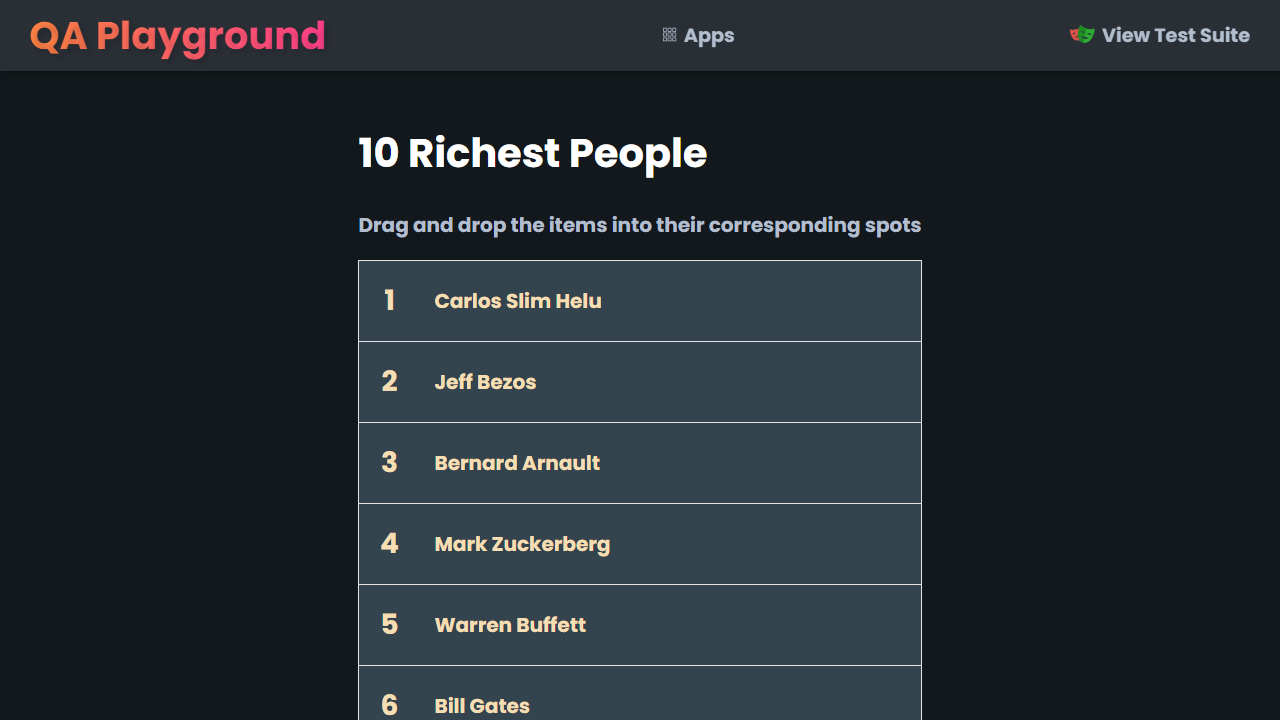 QA Playground
Apps
View Test Suite
10 Richest People
Drag and drop the items into their corresponding spots
1 Carlos Slim Helu
2 Jeff Bezos
3 Bernard Arnault
4 Mark Zuckerberg
5 Warren Buffett
6 Bill Gates